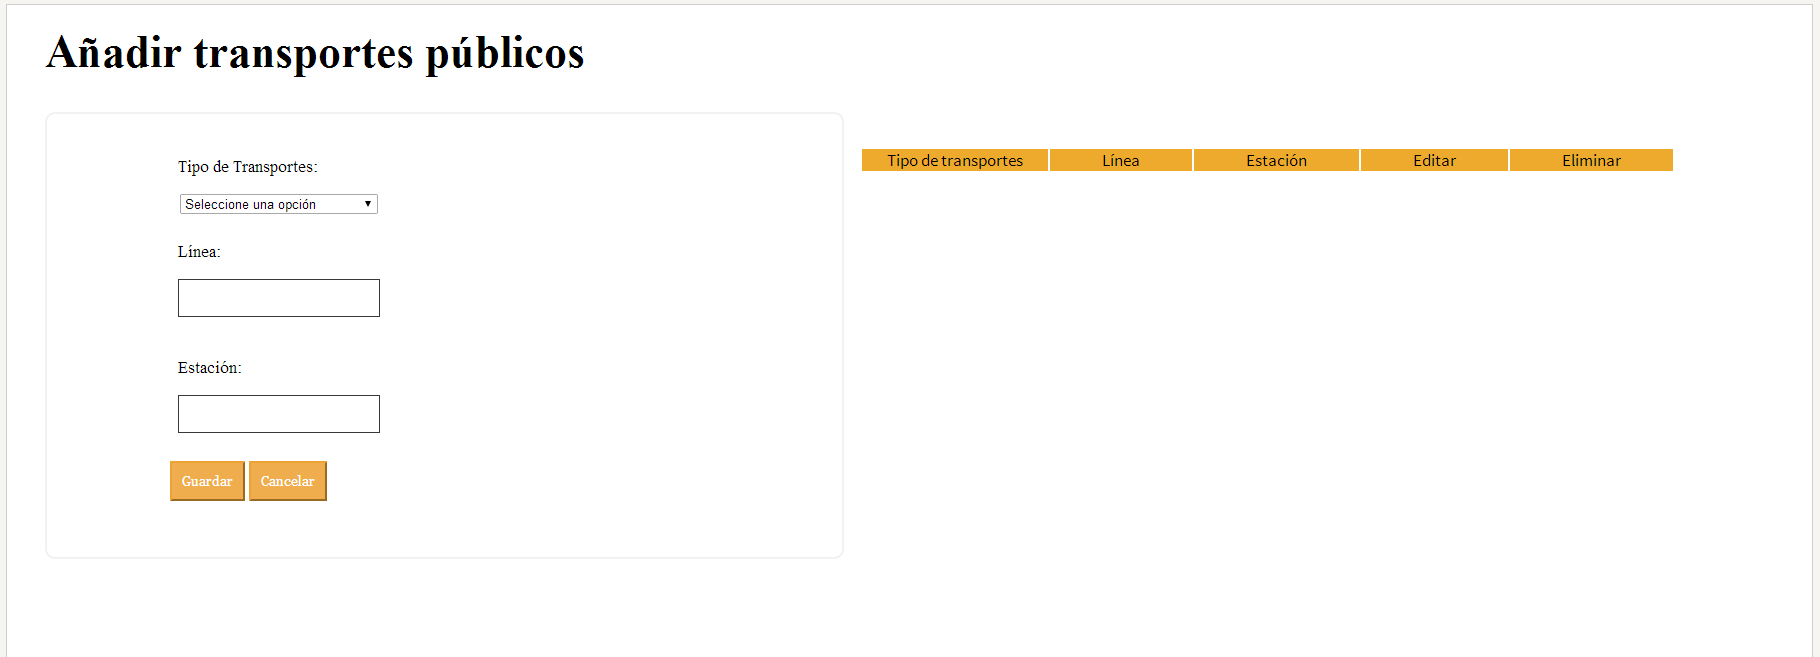 Añadir transportes públicos
Tipo de Transportes:
Seleccione una opción
Línea:
Estación:
Guardar Cancelar
Tipo de transportes Línea Estación Editar Eliminar